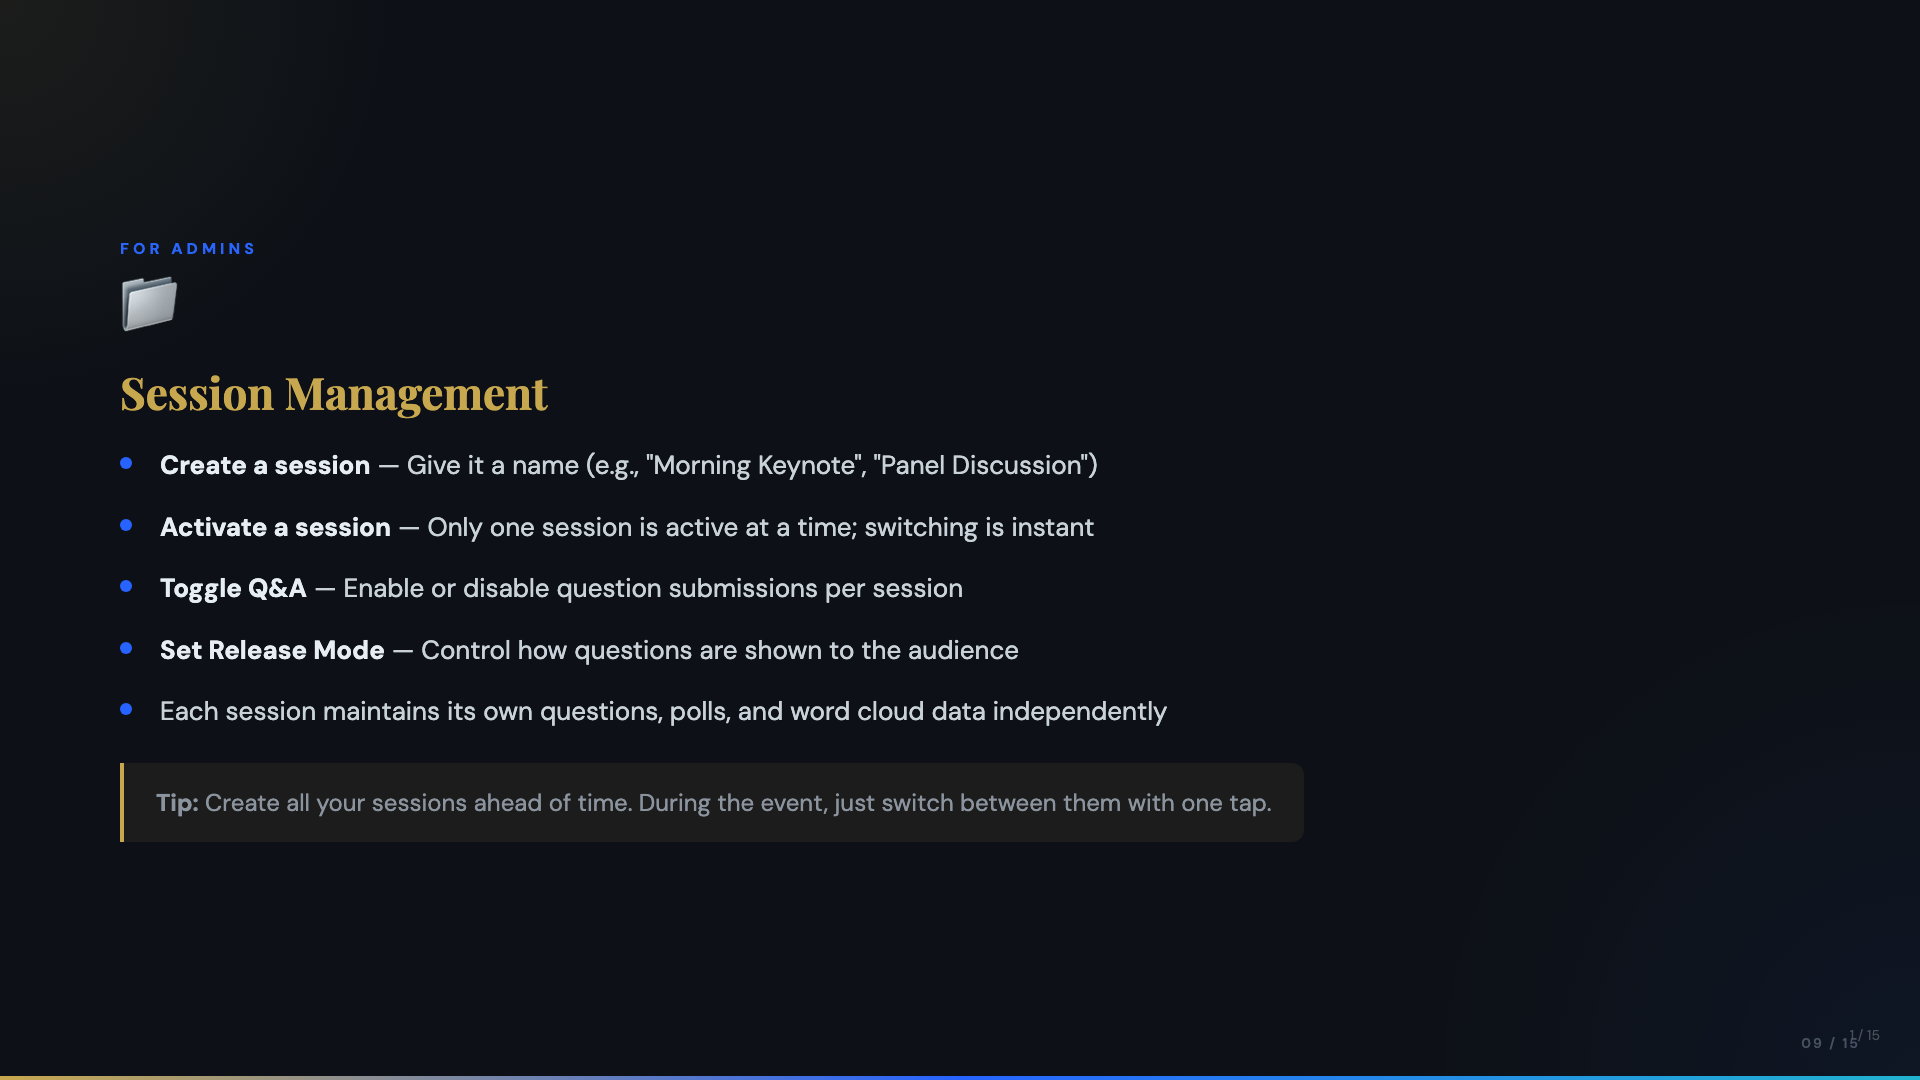 FOR ADMINS
Session Management
Create a session — Give it a name (e.g., "Morning Keynote", "Panel Discussion")
Activate a session — Only one session is active at a time; switching is instant
Toggle Q&A — Enable or disable question submissions per session
Set Release Mode — Control how questions are shown to the audience
Each session maintains its own questions, polls, and word cloud data independently
Tip: Create all your sessions ahead of time. During the event, just switch between them with one tap.
1 / 15
09 / 15